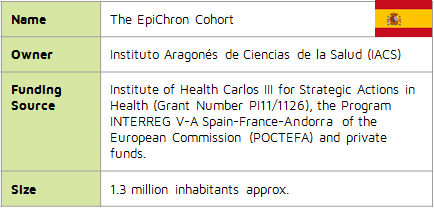 Name The EpiChron Cohort
Owner Instituto Aragonés de Ciencias de la Salud (IACS)
Funding Institute of Health Carlos III for Strategic Actions in
Source Health (Grant Number PI11/1126), the Program
INTERREG V-A Spain-France-Andorra of the
European Commission (POCTEFA) and private
funds.
Size 1.3 million inhabitants approx.